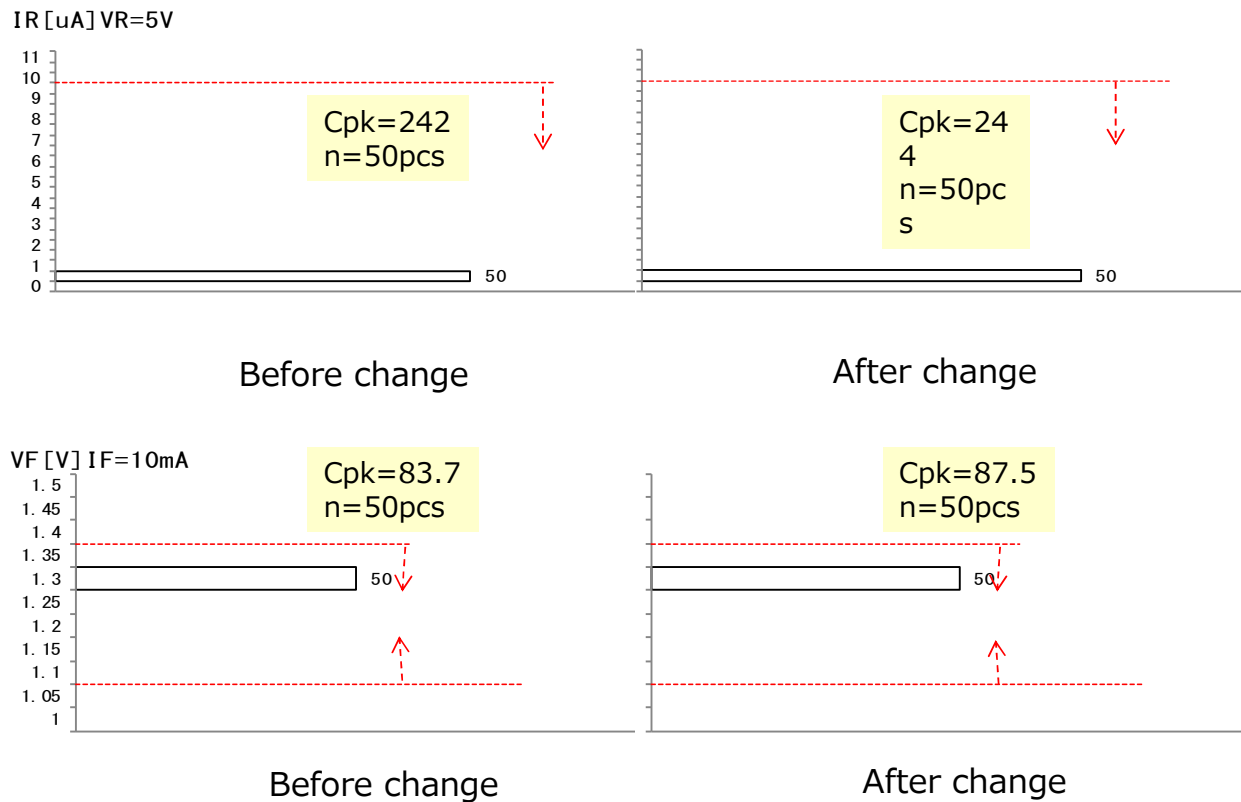 IR[uA]VR=5V
11
10
9
8
7
6
5
4
3
2
1
0
Cpk=242
n=50pcs
50
Cpk=24
4
n=50pc
s
50
Before change
After change
VF[V]IF=10mA
1.5
1.45
1.4
1.35
1.3
1.25
1.2
1.15
1.1
1.05
1
Cpk=83.7
n=50pcs
50
Cpk=87.5
n=50pcs
50
Before change
After change